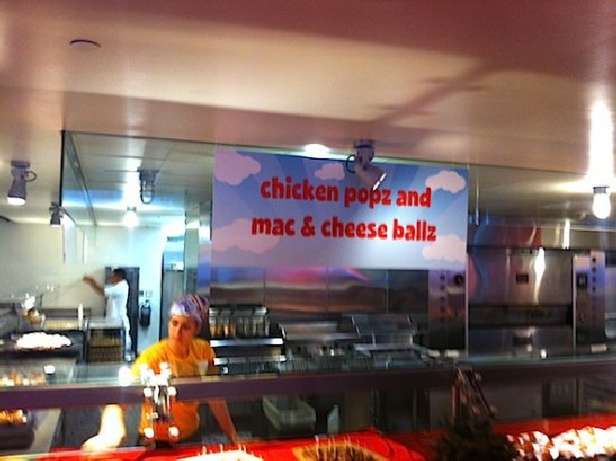 chicken popz and
mac & cheese ballz